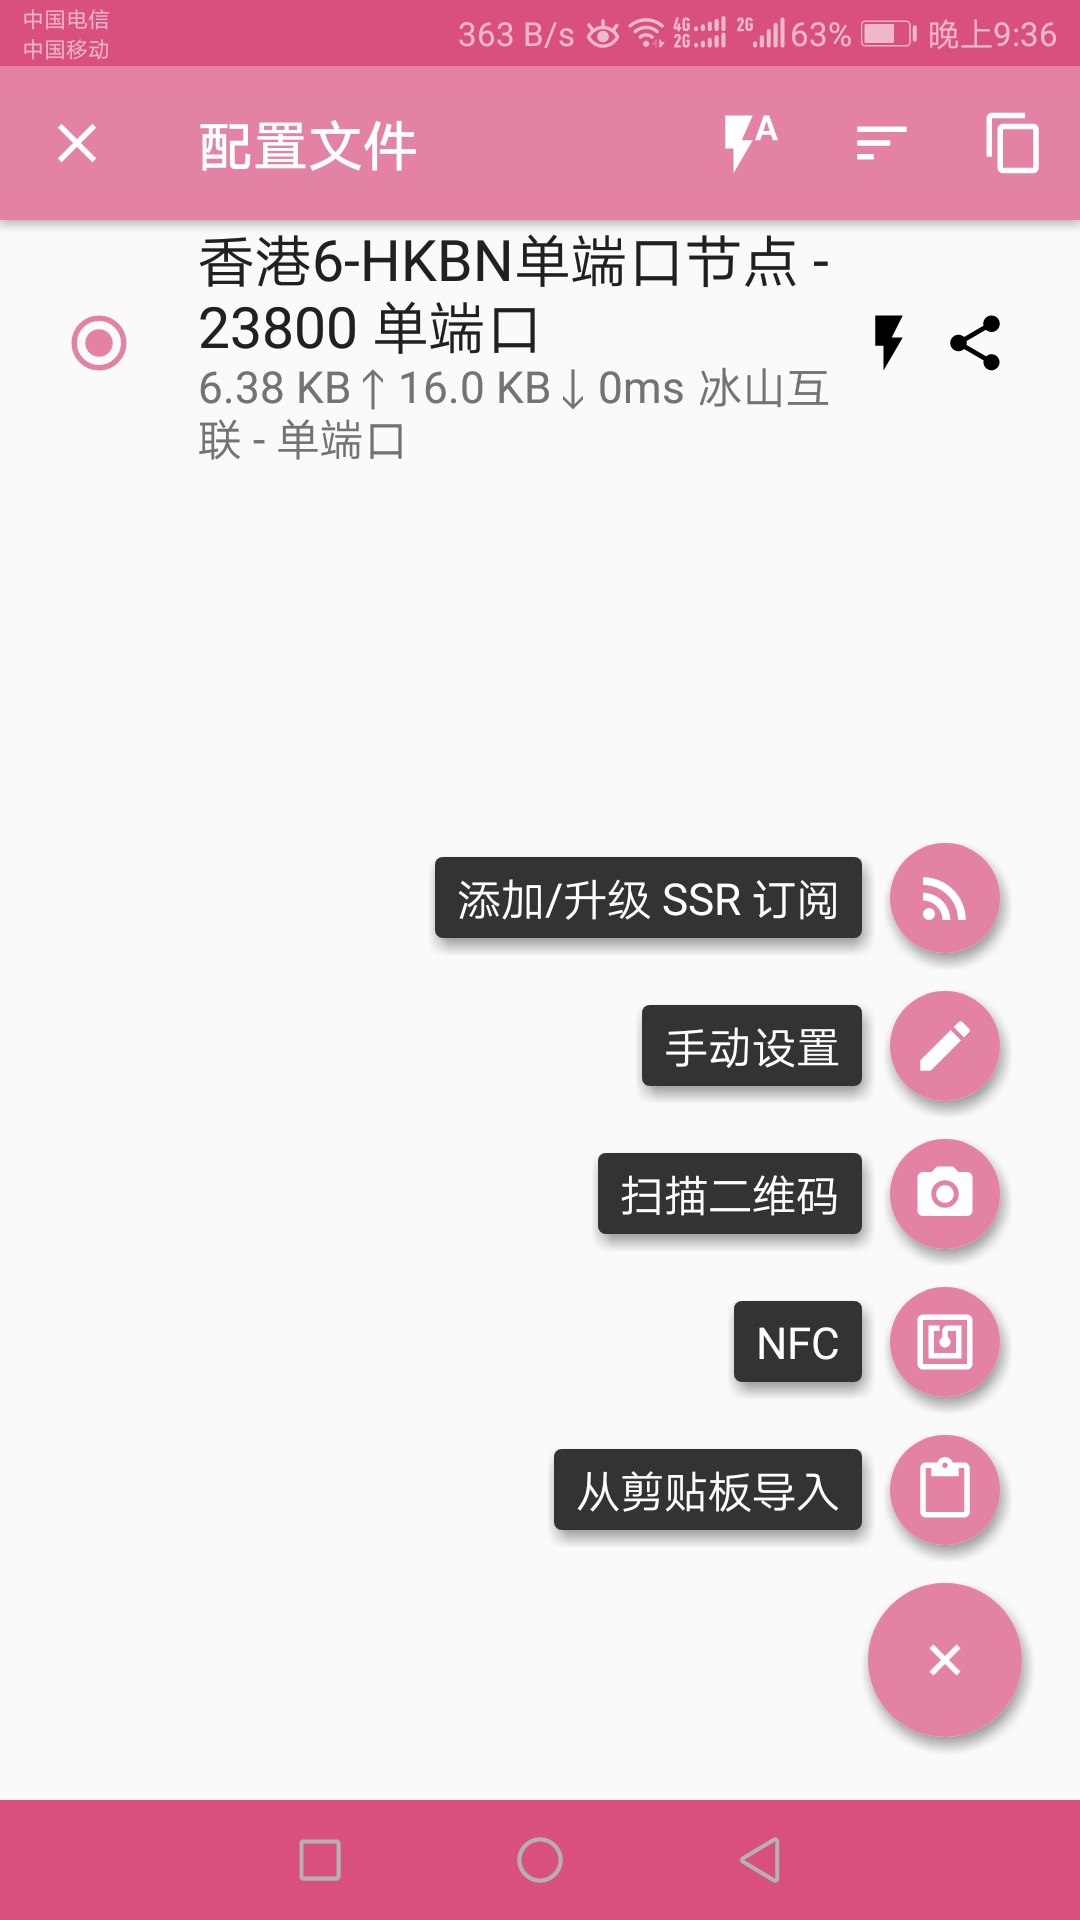 中国电信
中国移动
363 B/s 4G 2G 2G 63% 晚上9:36
配置文件
A
香港6-HKBN单端口节点 -
23800 单端口
6.38 KB↑ 16.0 KB↓ 0ms 冰山互
联 - 单端口
添加/升级 SSR 订阅
手动设置
扫描二维码
NFC
从剪贴板导入